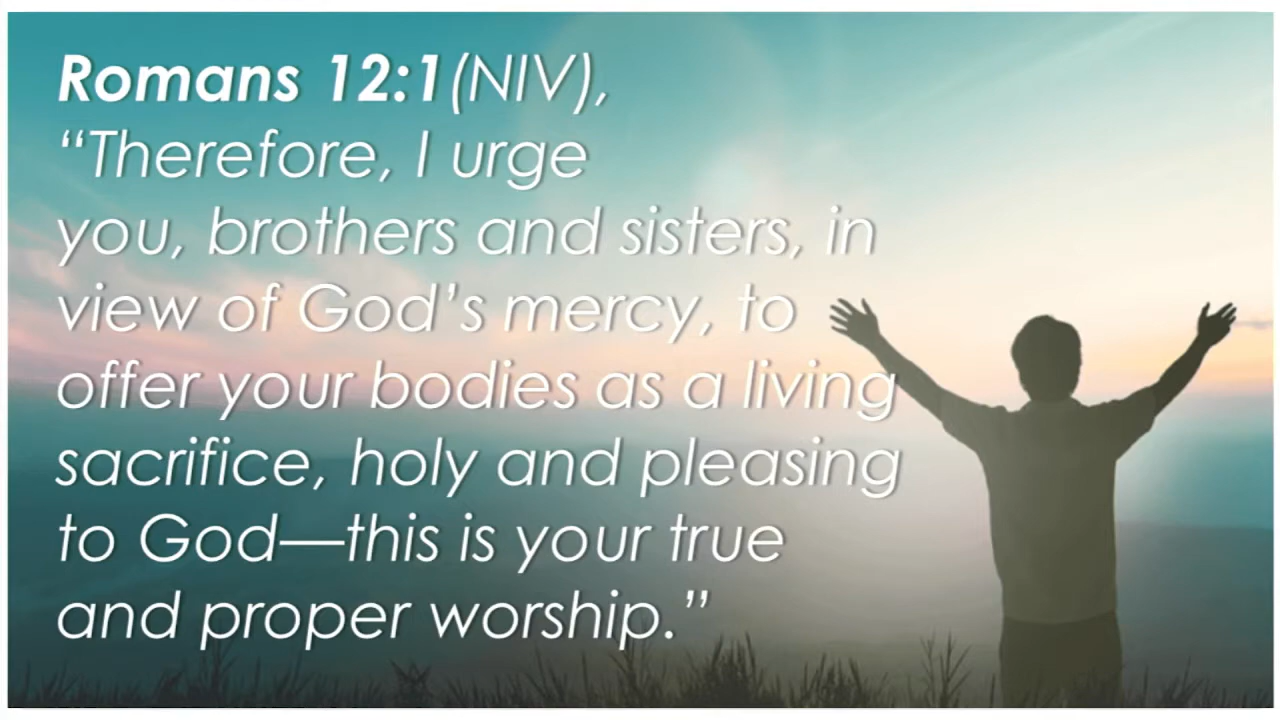 Romans 12:1(NIV),
“Therefore, I urge
you, brothers and sisters, in
view of God’s mercy, to
offer your bodies as a living
sacrifice, holy and pleasing
to God—this is your true
and proper worship.”